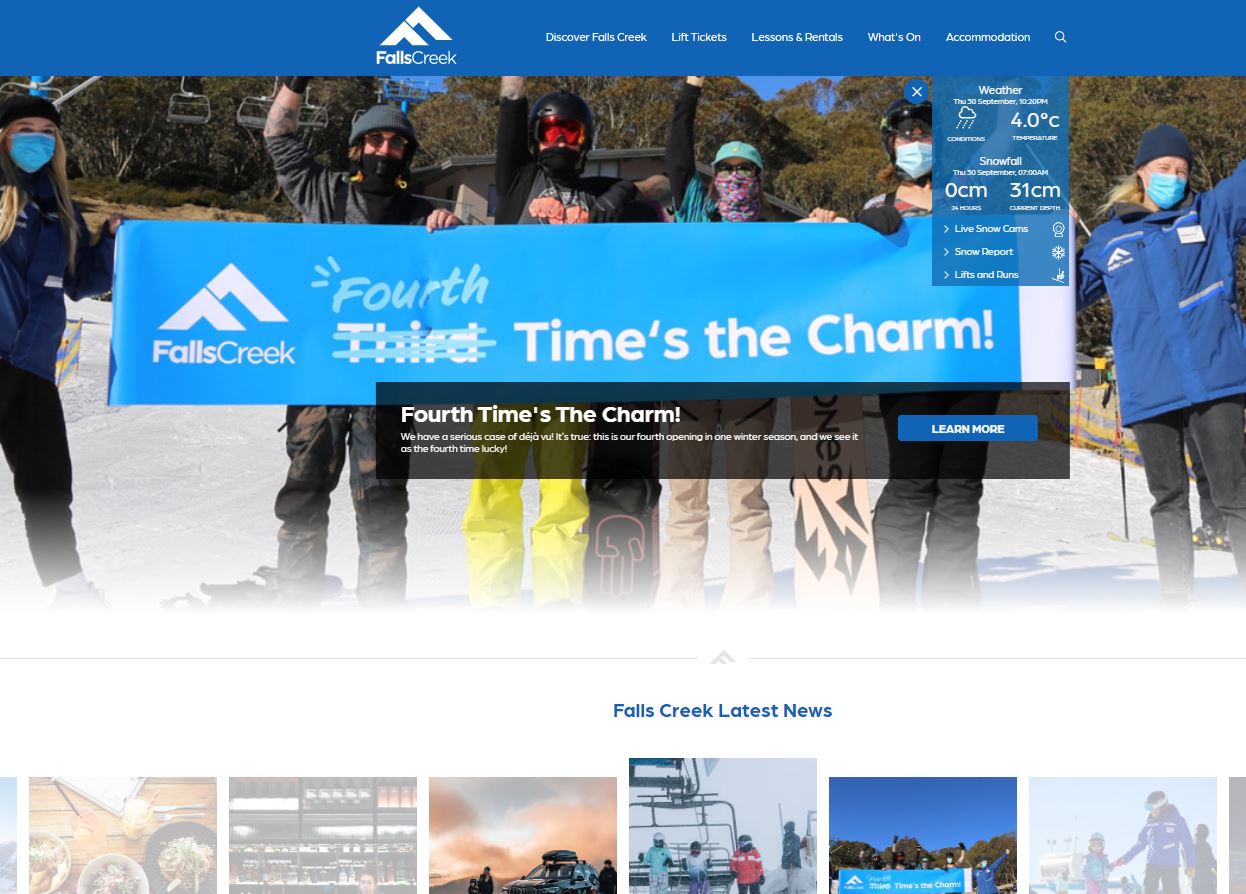 FallsCreek
Discover Falls Creek
Lift Tickets
Lessons & Rentals
What's On
Accommodation
Weather
Thu 30 September, 10:20PM
4.0°c
CONDITIONS
TEMPERATURE
Snowfall
Thu 30 September, 07:00AM
0cm
31cm
24 HOURS
CURRENT DEPTH
Live Snow Cams
Snow Report
Lifts and Runs
FallsCreek
Fourth
Third Time's the Charm!
Fourth Time's The Charm!
We have a serious case of déjà vu! It's true: this is our fourth opening in one winter season, and we see it
as the fourth time lucky!
LEARN MORE
ONES
Falls Creek Latest News
FallsCreek
Fourth
Third Time's the Charm!